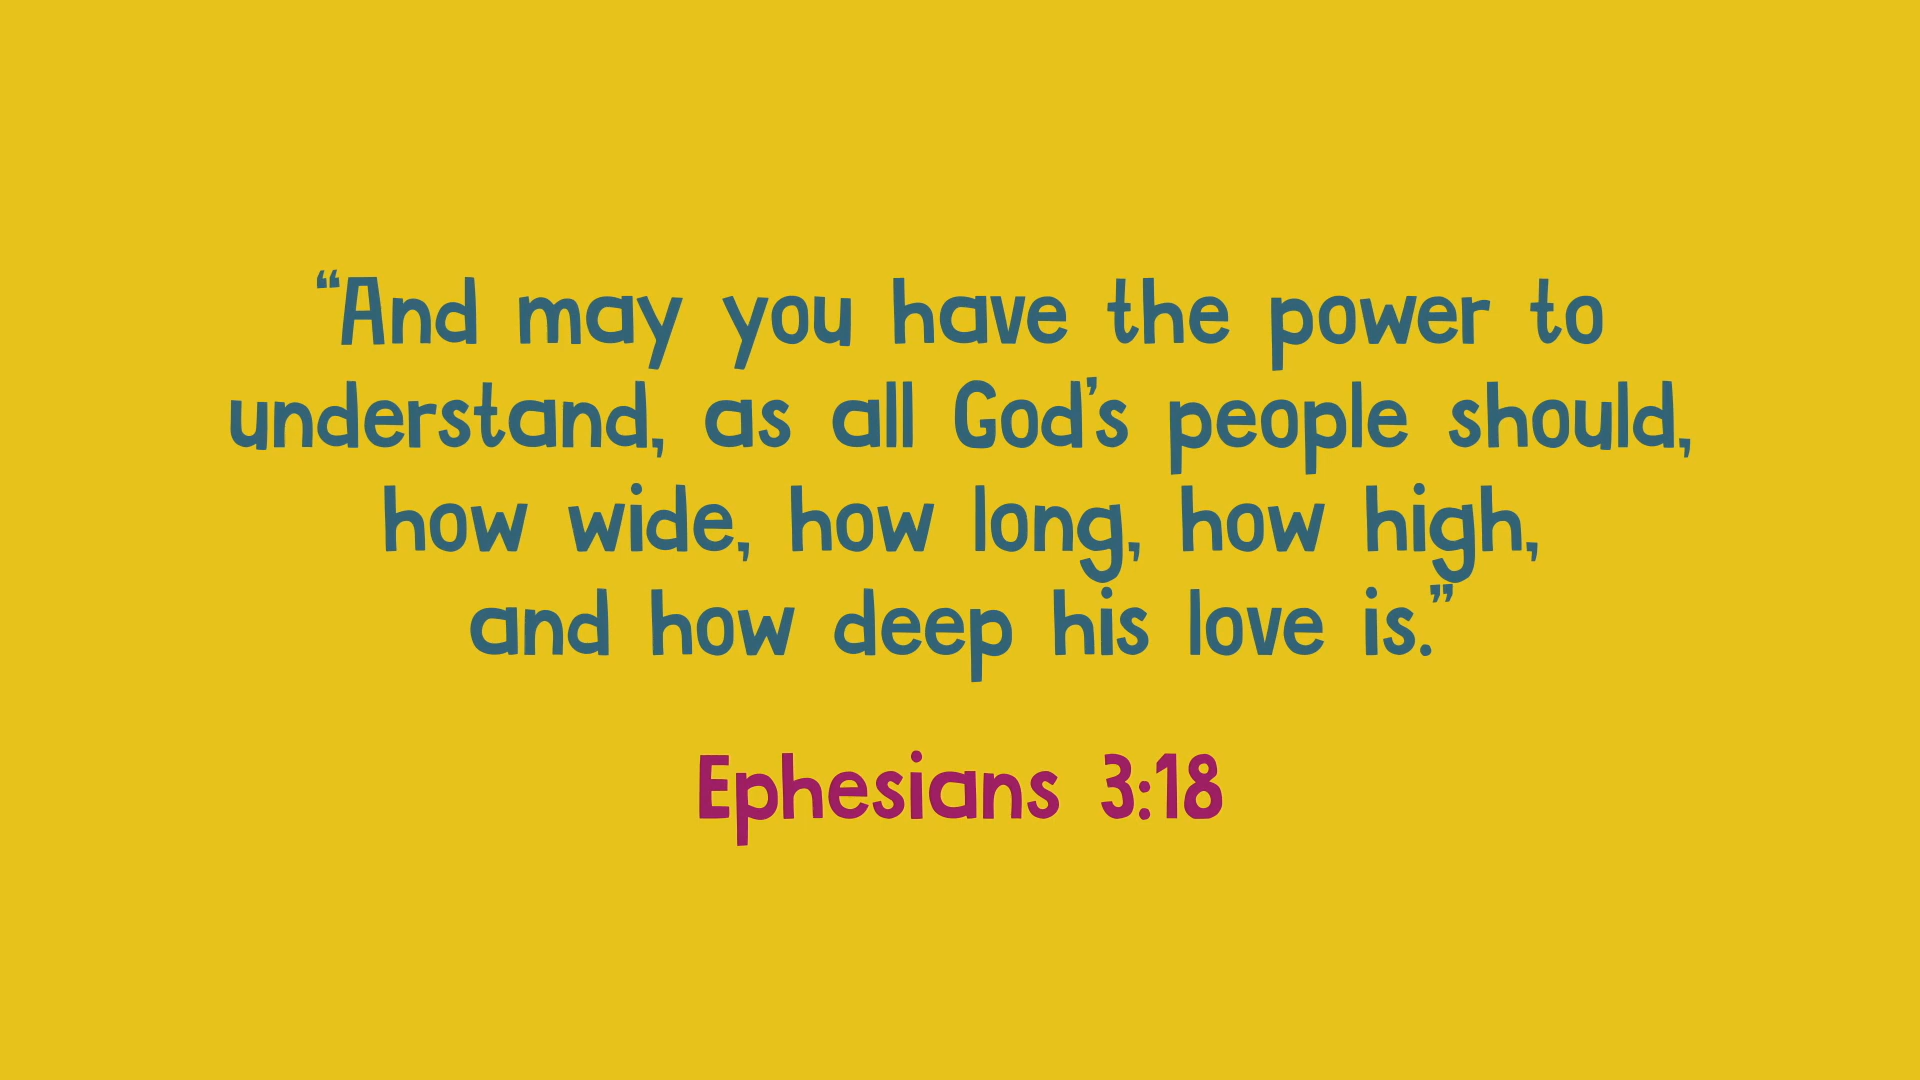 “And may you have the power to
understand, as all God’s people should,
how wide, how long, how high,
and how deep his love is.”
Ephesians 3:18